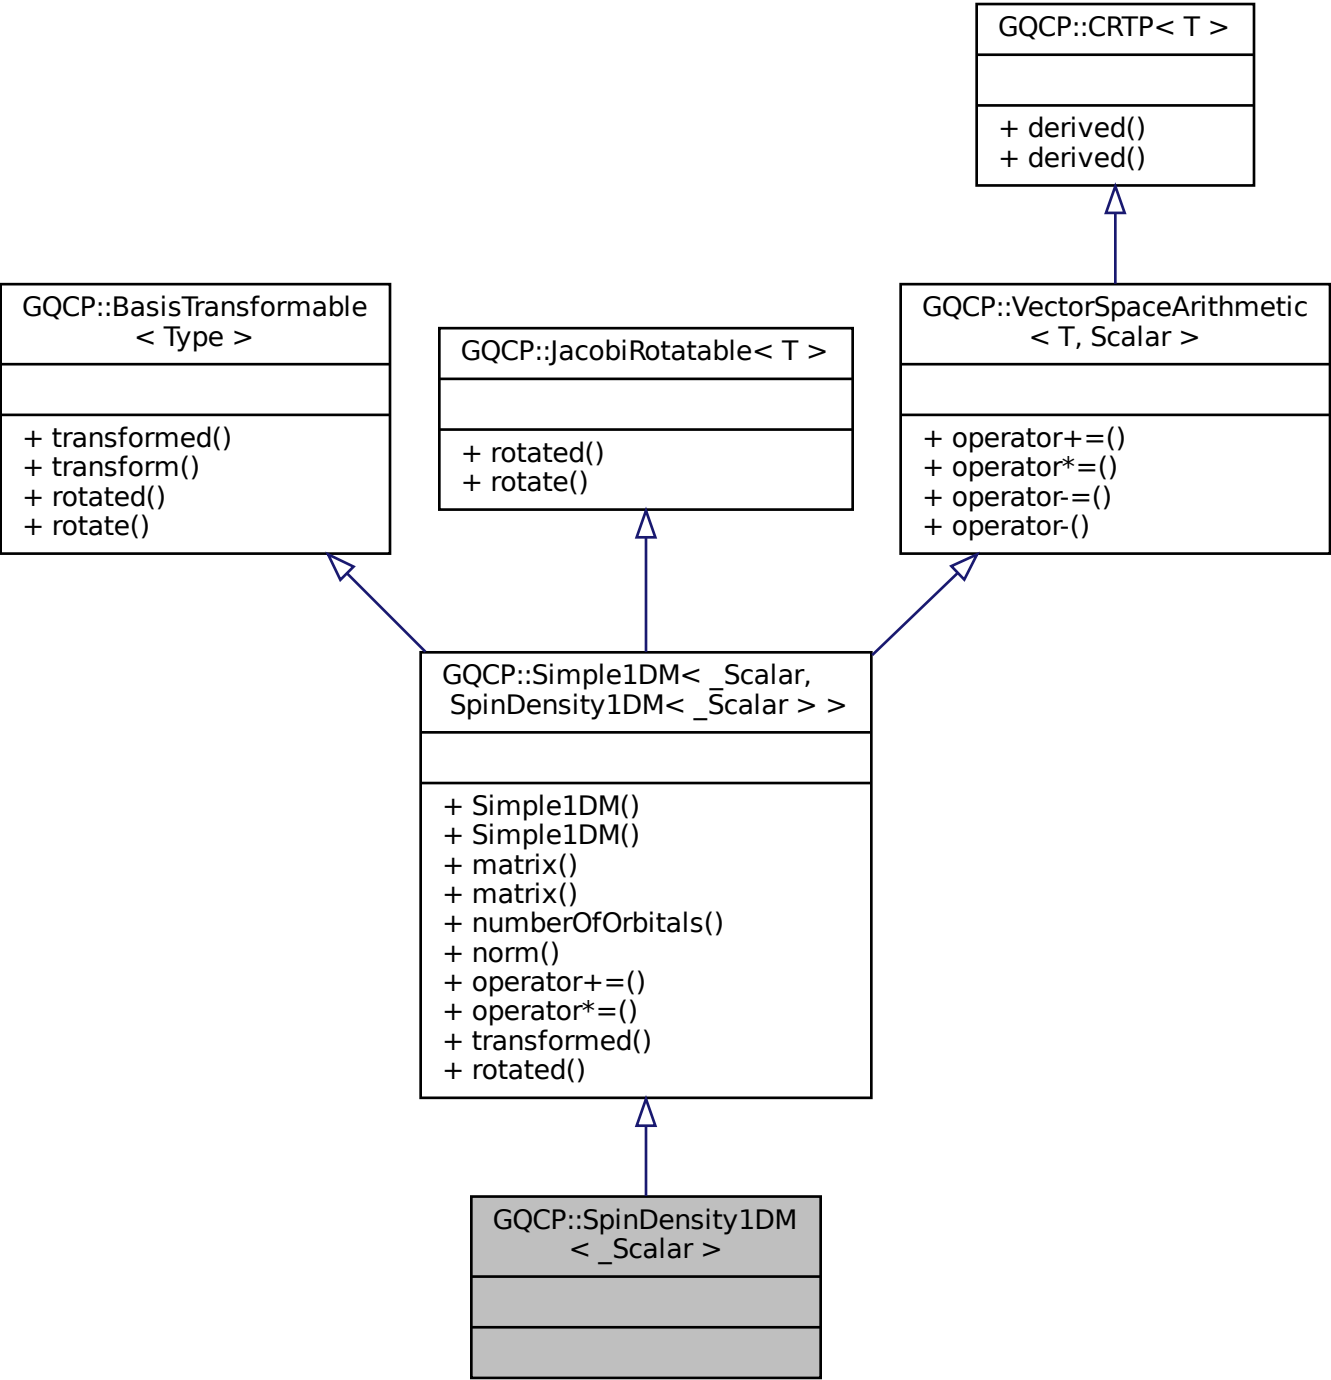 GQCP::CRTP< T >
+ derived()
+ derived()
GQCP::BasisTransformable
< Type >
+ transformed()
+ transform()
+ rotated()
+ rotate()
GQCP::JacobiRotatable< T >
+ rotated()
+ rotate()
GQCP::VectorSpaceArithmetic
< T, Scalar >
+ operator+=()
+ operator*=()
+ operator-=()
+ operator-()
GQCP::Simple1DM< _Scalar,
SpinDensity1DM< _Scalar > >
+ Simple1DM()
+ Simple1DM()
+ matrix()
+ matrix()
+ numberOfOrbitals()
+ norm()
+ operator+=()
+ operator*=()
+ transformed()
+ rotated()
GQCP::SpinDensity1DM
< _Scalar >